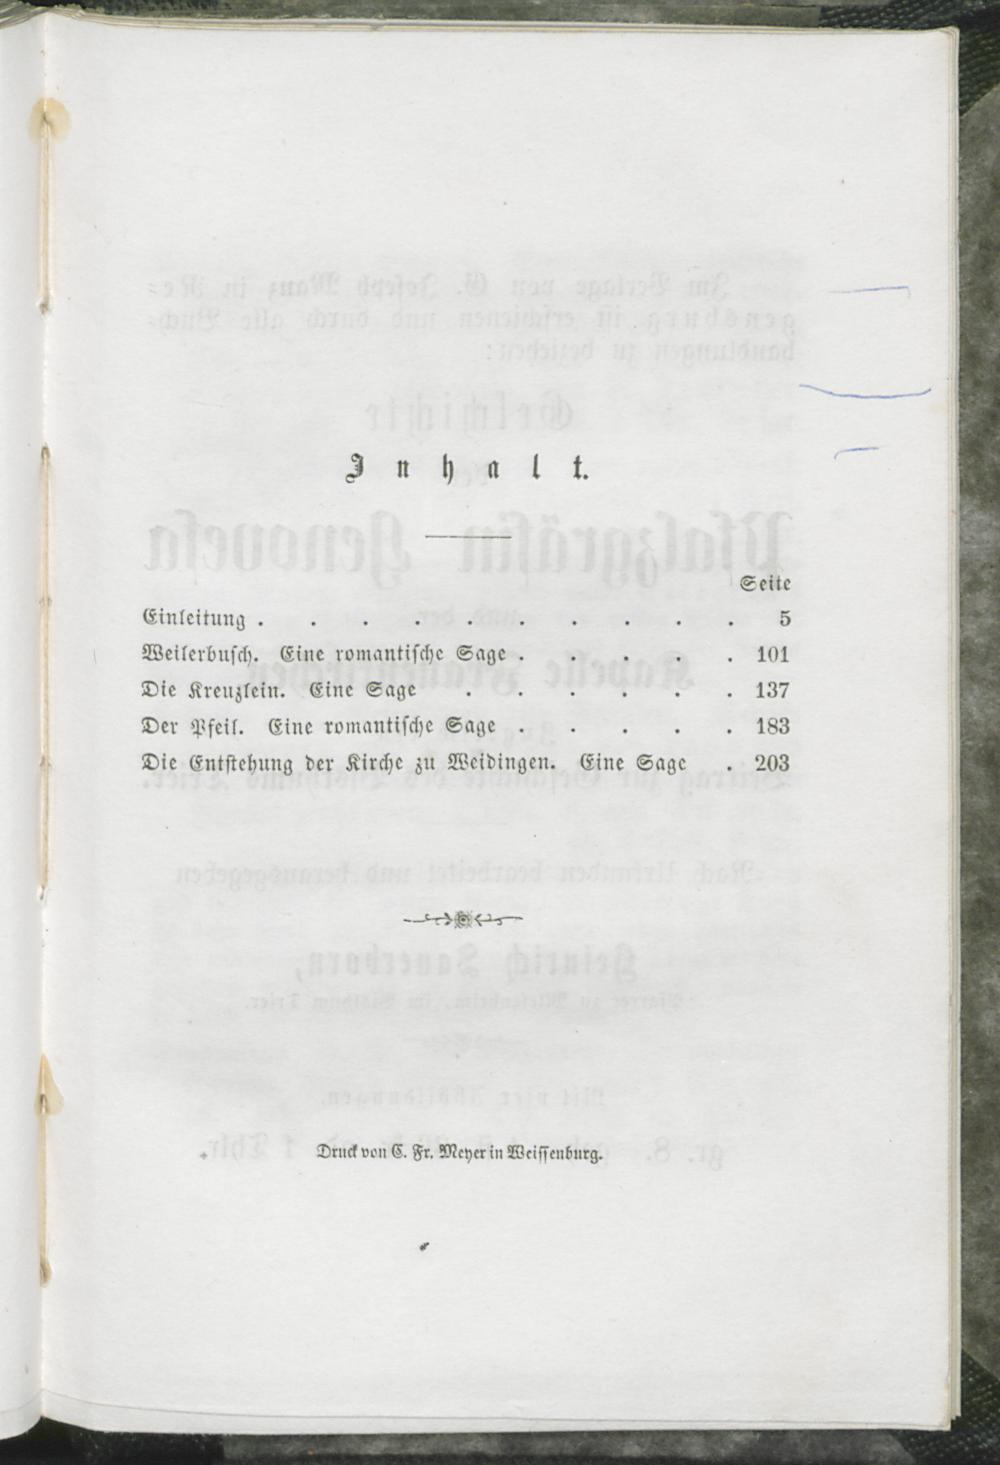 Inhalt.
Seite
Einleitung . . . . . . . . . . 5
Weilerbusch. Eine romantische Sage . . . . . 101
Die Kreuzlein. Eine Sage . . . . . . 137
Der Pfeil. Eine romantische Sage . . . . . 183
Die Entstehung der Kirche zu Weidingen. Eine Sage . 203
Druck von C. Fr. Meyer in Weissenburg.